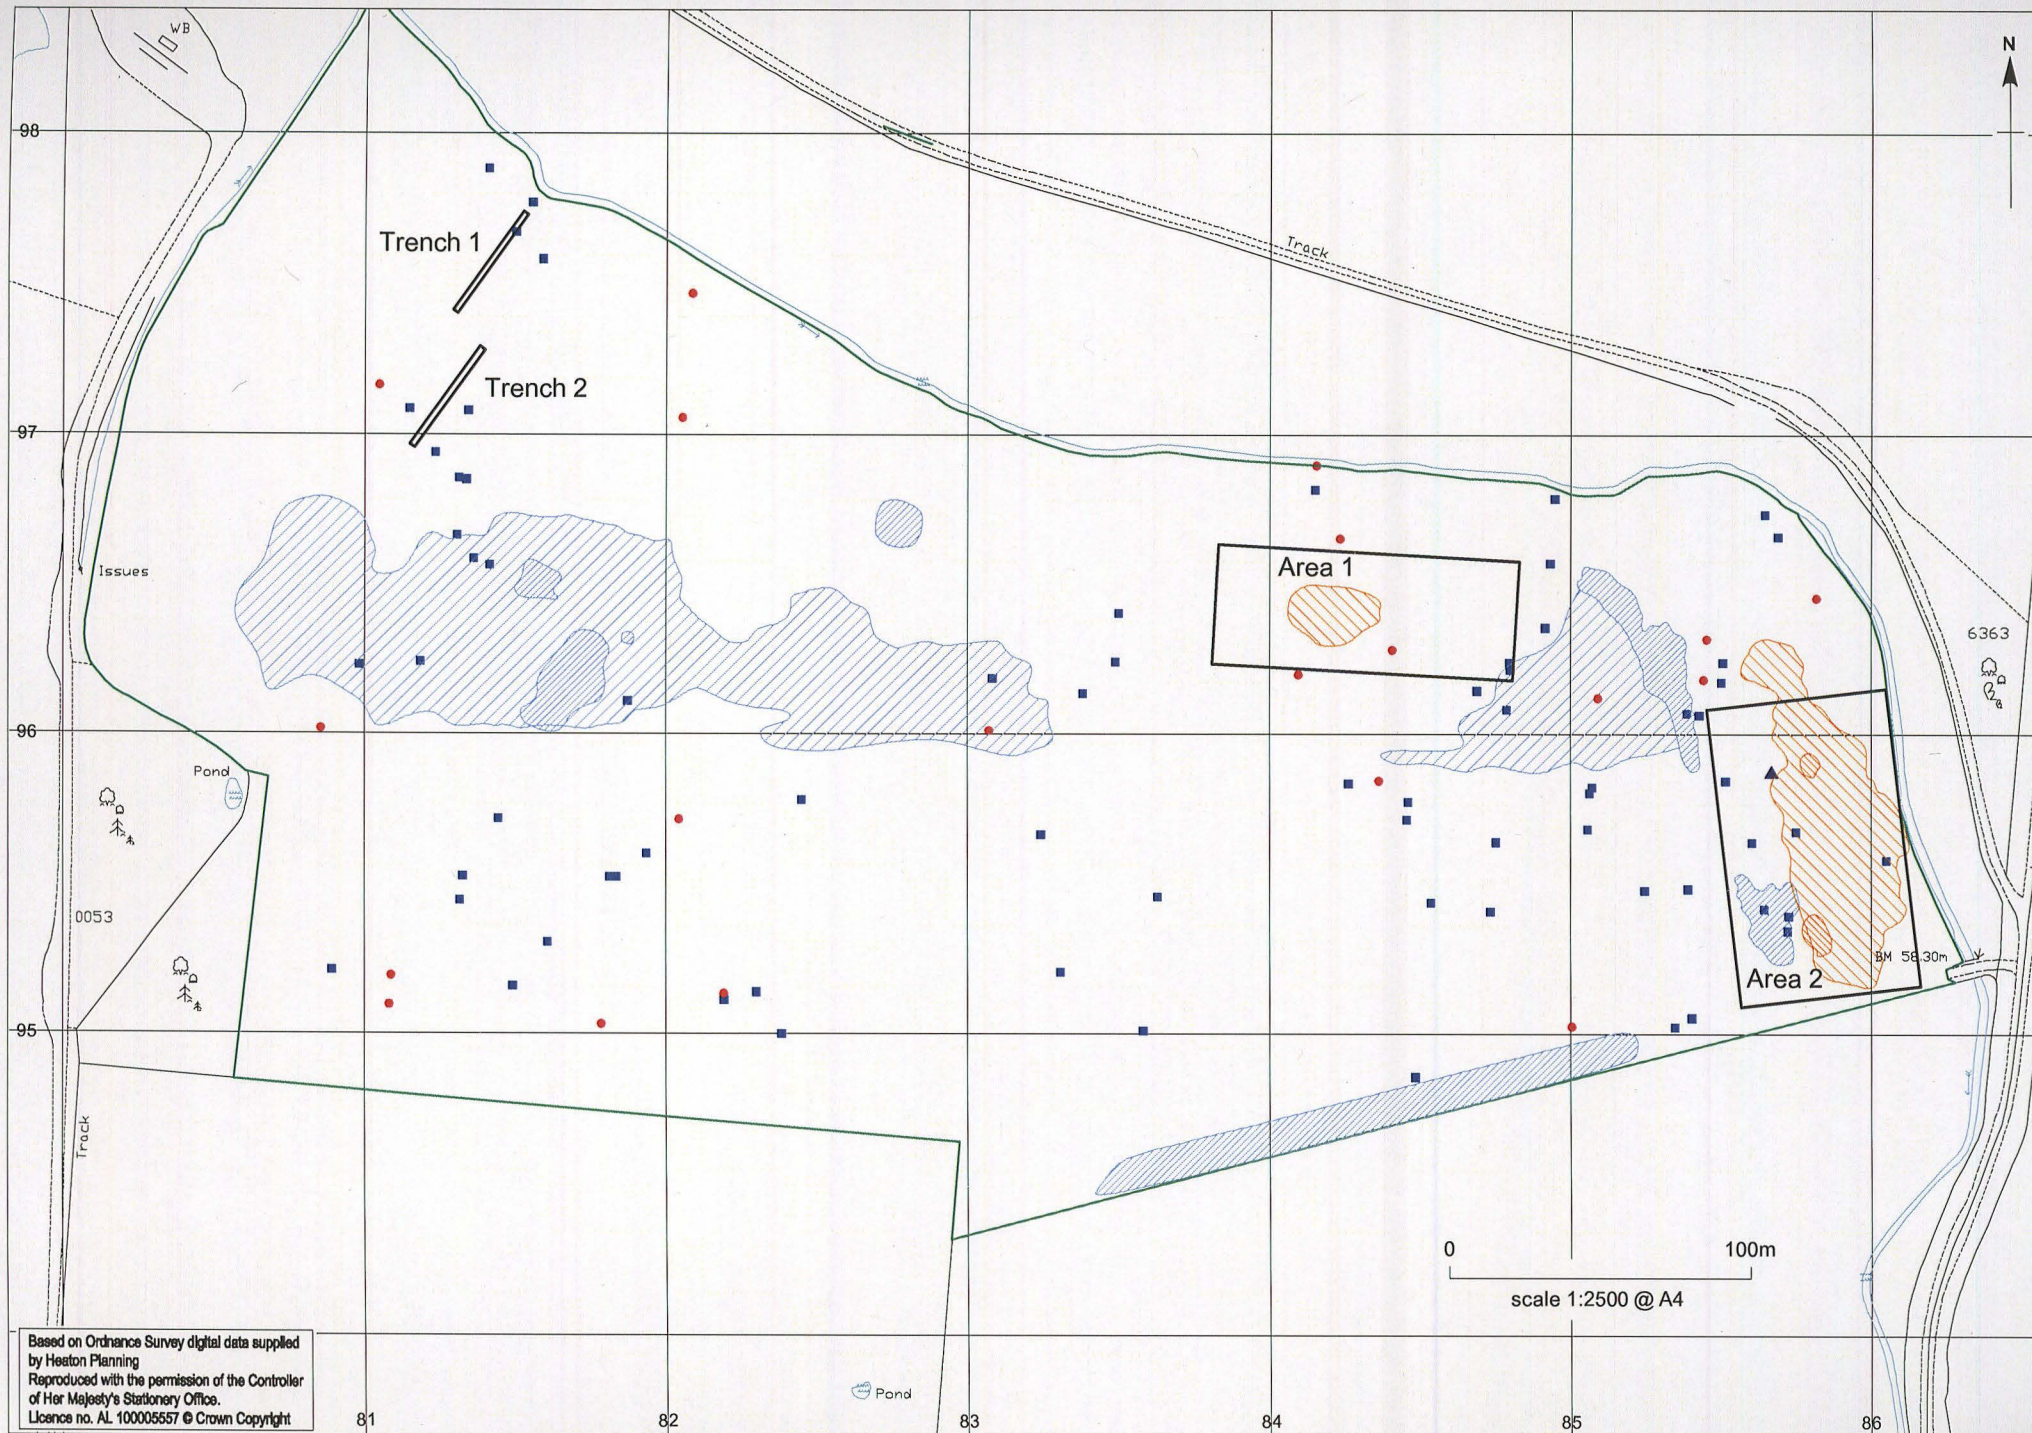 WB
N
98
Trench 1
Track
Trench 2
97
Issues
Area 1
6363
96
Pond
0053
BM 58.30m
Area 2
95
Track
0
100m
scale 1:2500 @ A4
Based on Ordnance Survey digital data supplied
by Heaton Planning
Reproduced with the permission of the Controller
of Her Majesty's Stationery Office.
Licence no. AL 100005557 © Crown Copyright
Pond
81
82
83
84
85
86